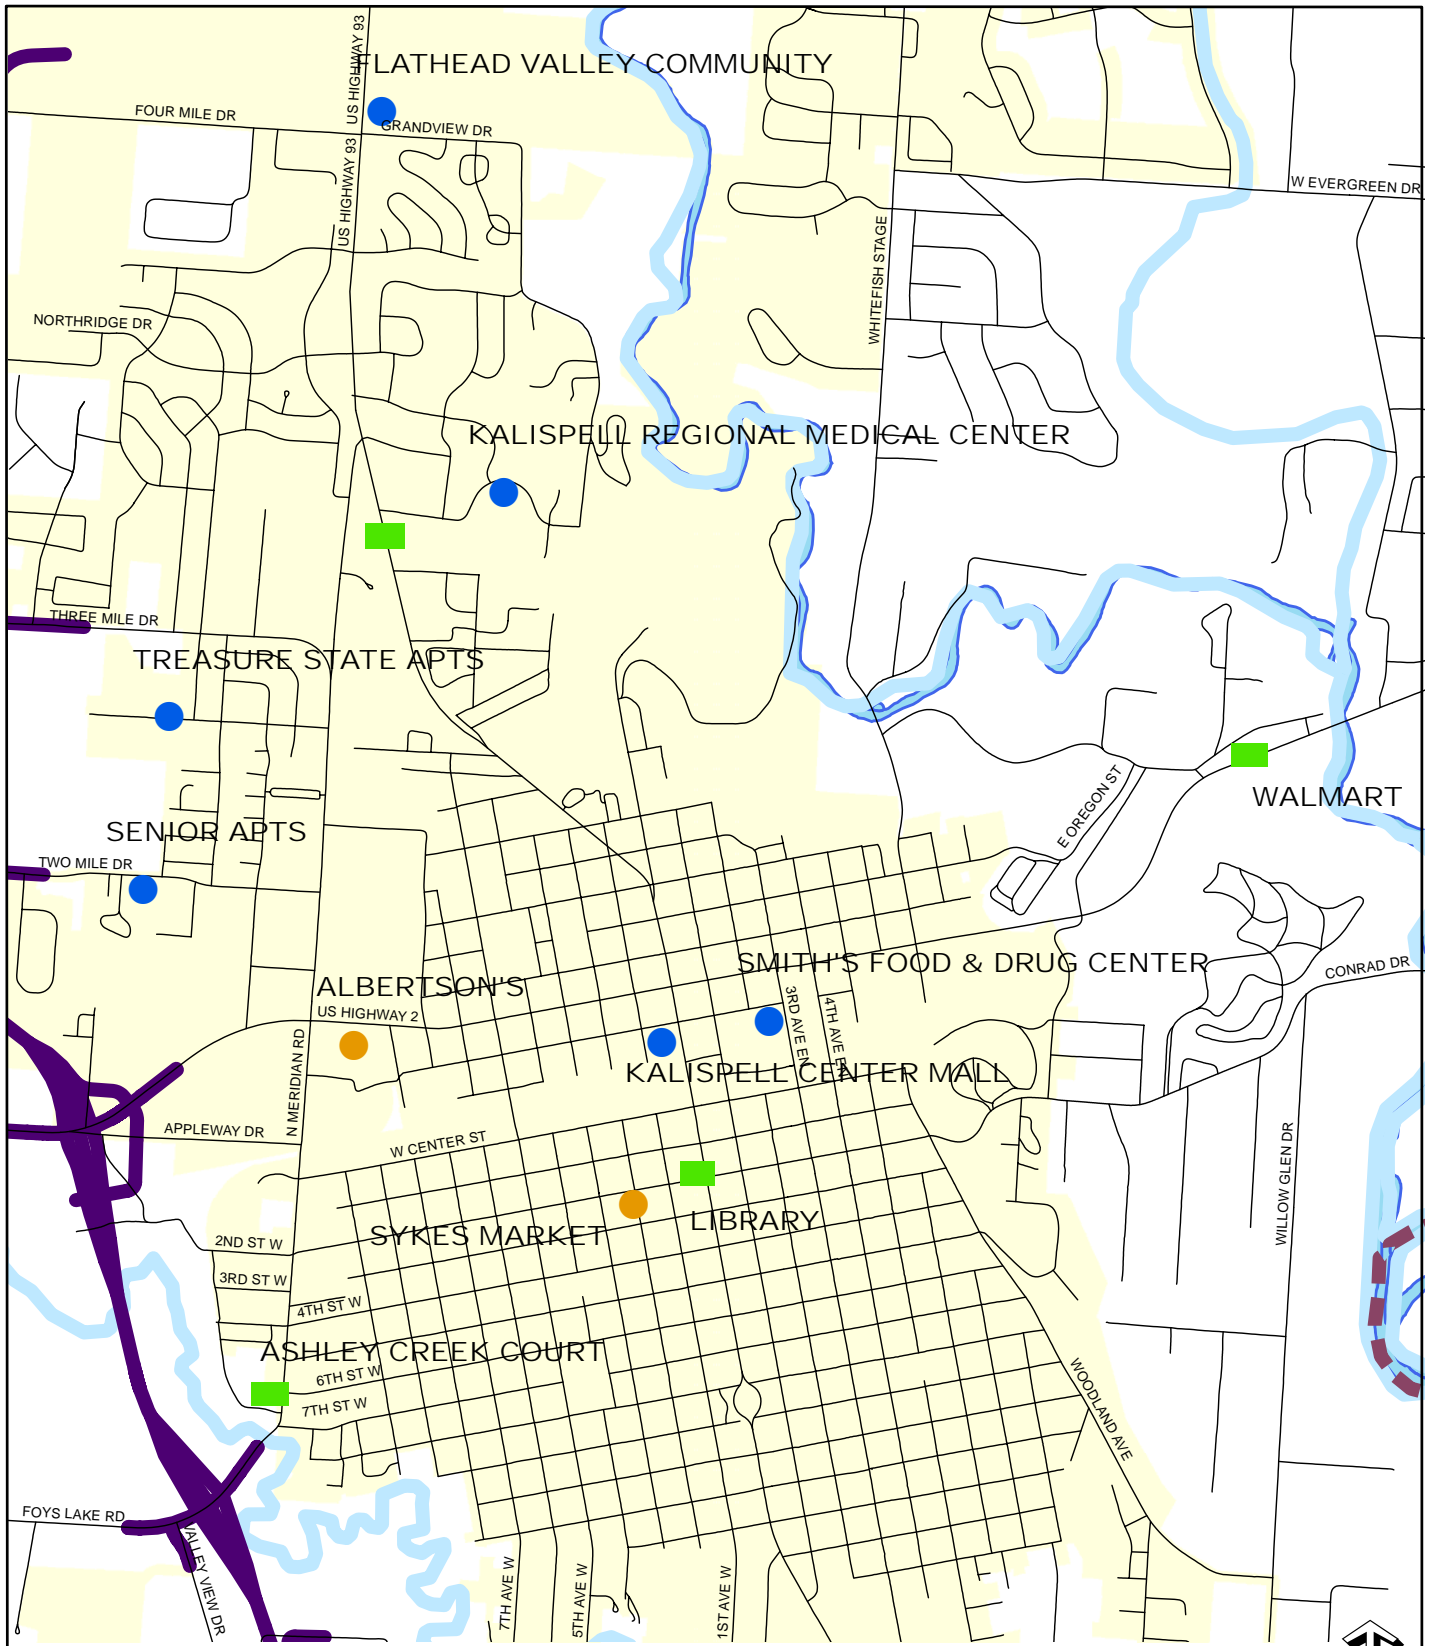 US HIGHWAY 93
FLATHEAD VALLEY COMMUNITY
FOUR MILE DR
GRANDVIEW DR
US HIGHWAY 93
W EVERGREEN DR
WHITEFISH STAGE
NORTHRIDGE DR
KALISPELL REGIONAL MEDICAL CENTER
THREE MILE DR
TREASURE STATE APTS
E OREGON ST
WALMART
SENIOR APTS
TWO MILE DR
SMITH'S FOOD & DRUG CENTER
CONRAD DR
ALBERTSON'S
US HIGHWAY 2
3RD AVE EN
4TH AVE EN
N MERIDIAN RD
KALISPELL CENTER MALL
APPLEWAY DR
W CENTER ST
WILLOW GLEN DR
SYKES MARKET
LIBRARY
2ND ST W
3RD ST W
4TH ST W
ASHLEY CREEK COURT
6TH ST W
7TH ST W
WOODLAND AVE
FOYS LAKE RD
VALLEY VIEW DR
7TH AVE W
5TH AVE W
1ST AVE W